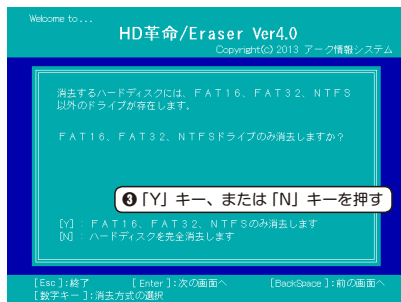 Welcome to...
HD革命/Eraser Ver4.0
Copyright(C) 2013 アーク情報システム
消去するハードディスクには、FAT16、FAT32、NTFS
以外のドライブが存在します。
FAT16、FAT32、NTFSドライブのみ消去しますか?
❸「Y」キー、または「N」キーを押す
[Y] : FAT16、FAT32、NTFSのみ消去します
[N] : ハードディスクを完全消去します
[Esc]:終了 [Enter]:次の画面へ [BackSpace]:前の画面へ
[数字キー]:消去方式の選択